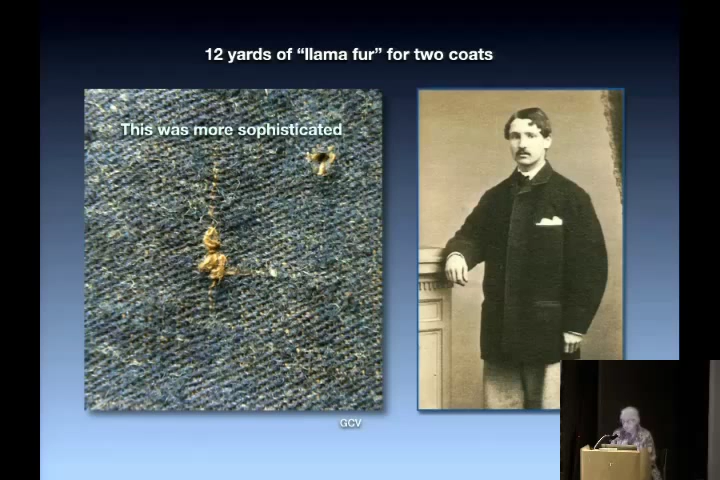 12 yards of “llama fur” for two coats
This was more sophisticated
GCV